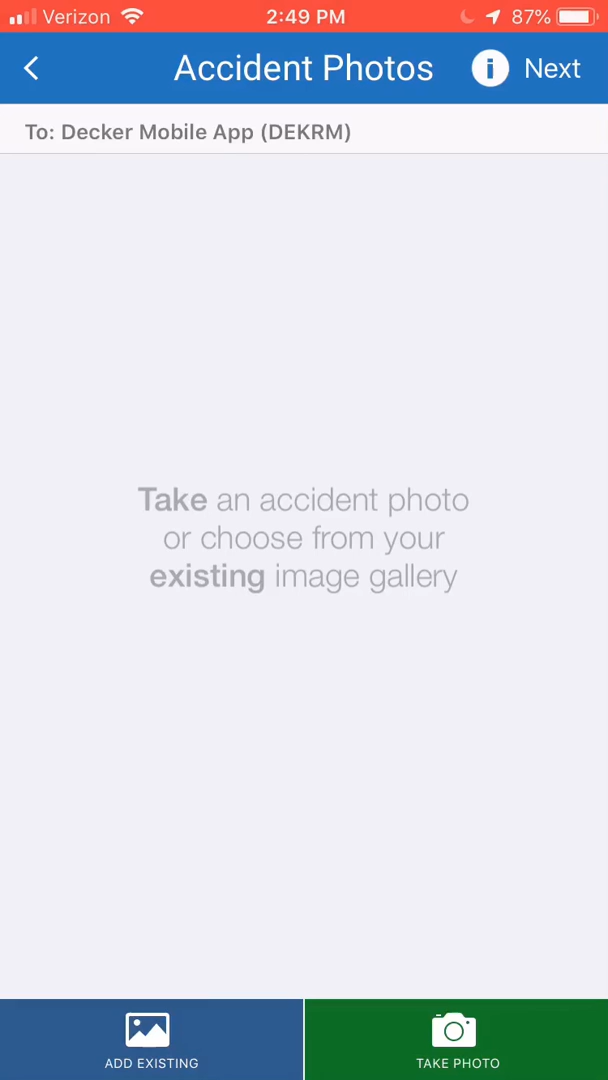 Verizon 2:49 PM 87%
Accident Photos i Next
To: Decker Mobile App (DEKRM)
Take an accident photo
or choose from your
existing image gallery
ADD EXISTING TAKE PHOTO